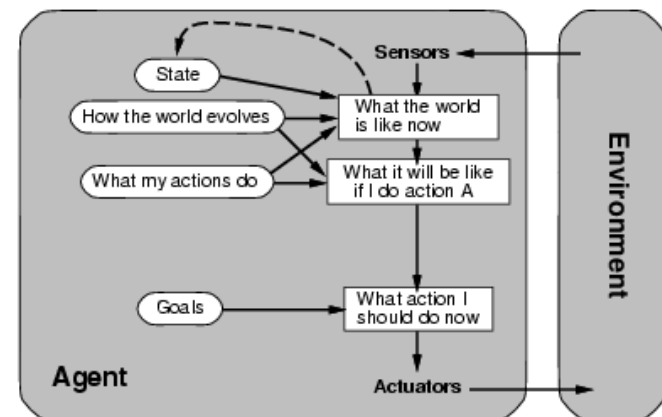 Sensors
State
What the world
is like now
How the world evolves
What it will be like
if I do action A
What my actions do
What action I
should do now
Goals
Agent
Actuators
Environment